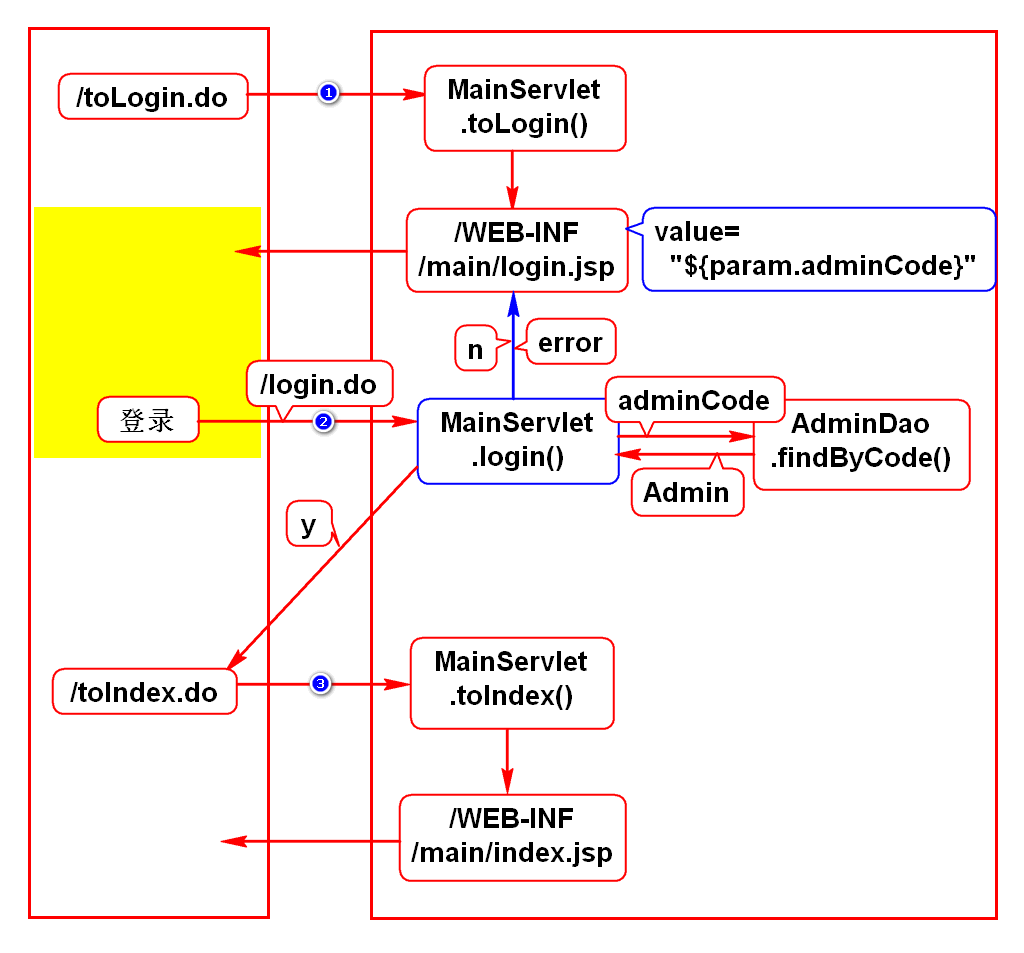 /toLogin.do
1
MainServlet
.toLogin()
/WEB-INF
/main/login.jsp
value=
"${param.adminCode}"
n
error
/login.do
登录
2
MainServlet
.login()
adminCode
Admin
AdminDao
.findByCode()
y
/toIndex.do
3
MainServlet
.toIndex()
/WEB-INF
/main/index.jsp